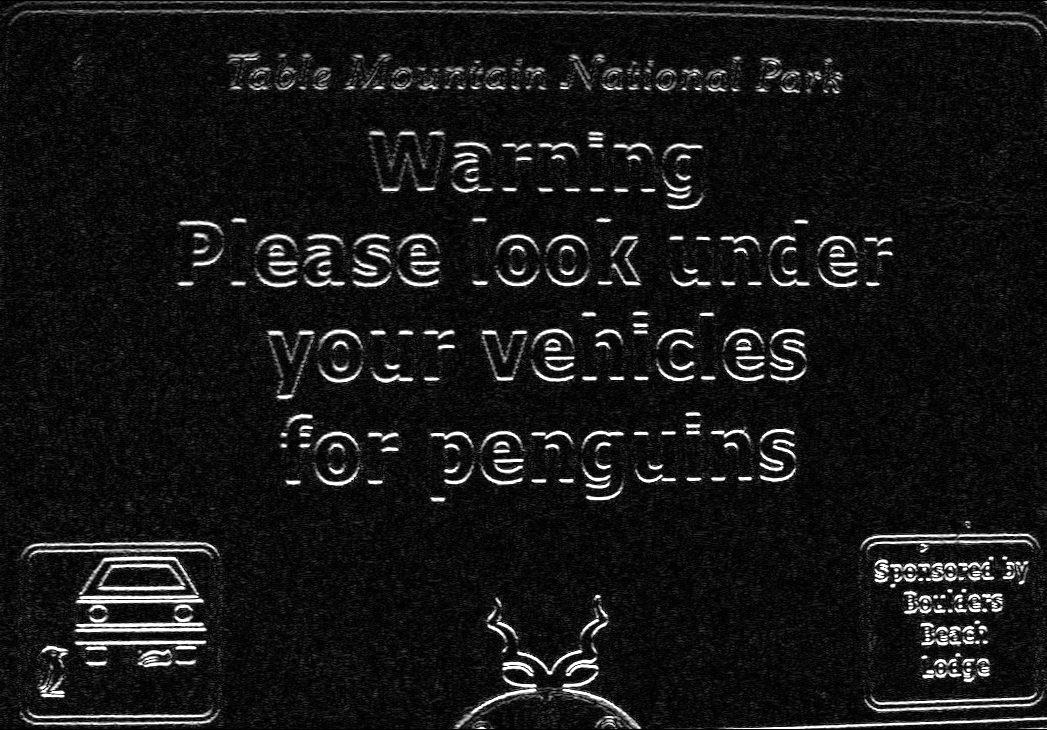 Table Mountain National Park
Warning
Please look under
your vehicles
for penguins
Sponsored by
Boulders
Beach
Lodge